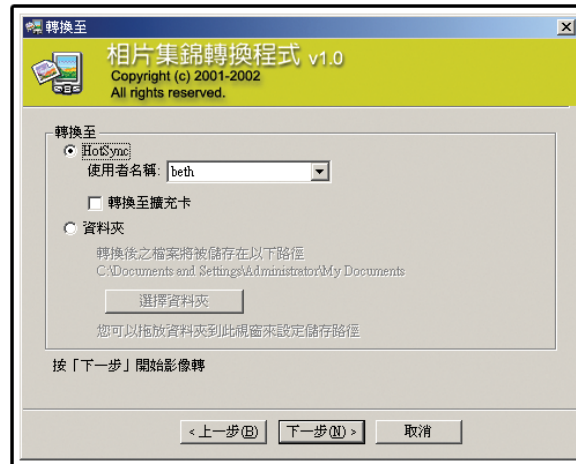 轉換至
相片集錦轉換程式 v1.0
Copyright (c) 2001-2002
All rights reserved.
轉換至
HotSync
使用者名稱: beth
轉換至擴充卡
資料夾
轉換後之檔案將被儲存在以下路徑
C:\Documents and Settings\Administrator\My Documents
選擇資料夾
您可以拖放資料夾到此視窗來設定儲存路徑
按「下一步」開始影像轉
<上一步(B) 下一步(N)> 取消